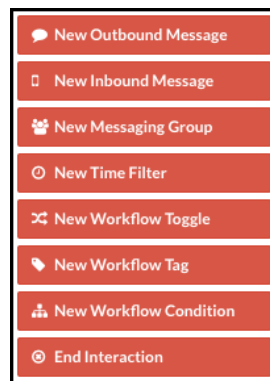 New Outbound Message
New Inbound Message
New Messaging Group
New Time Filter
New Workflow Toggle
New Workflow Tag
New Workflow Condition
End Interaction